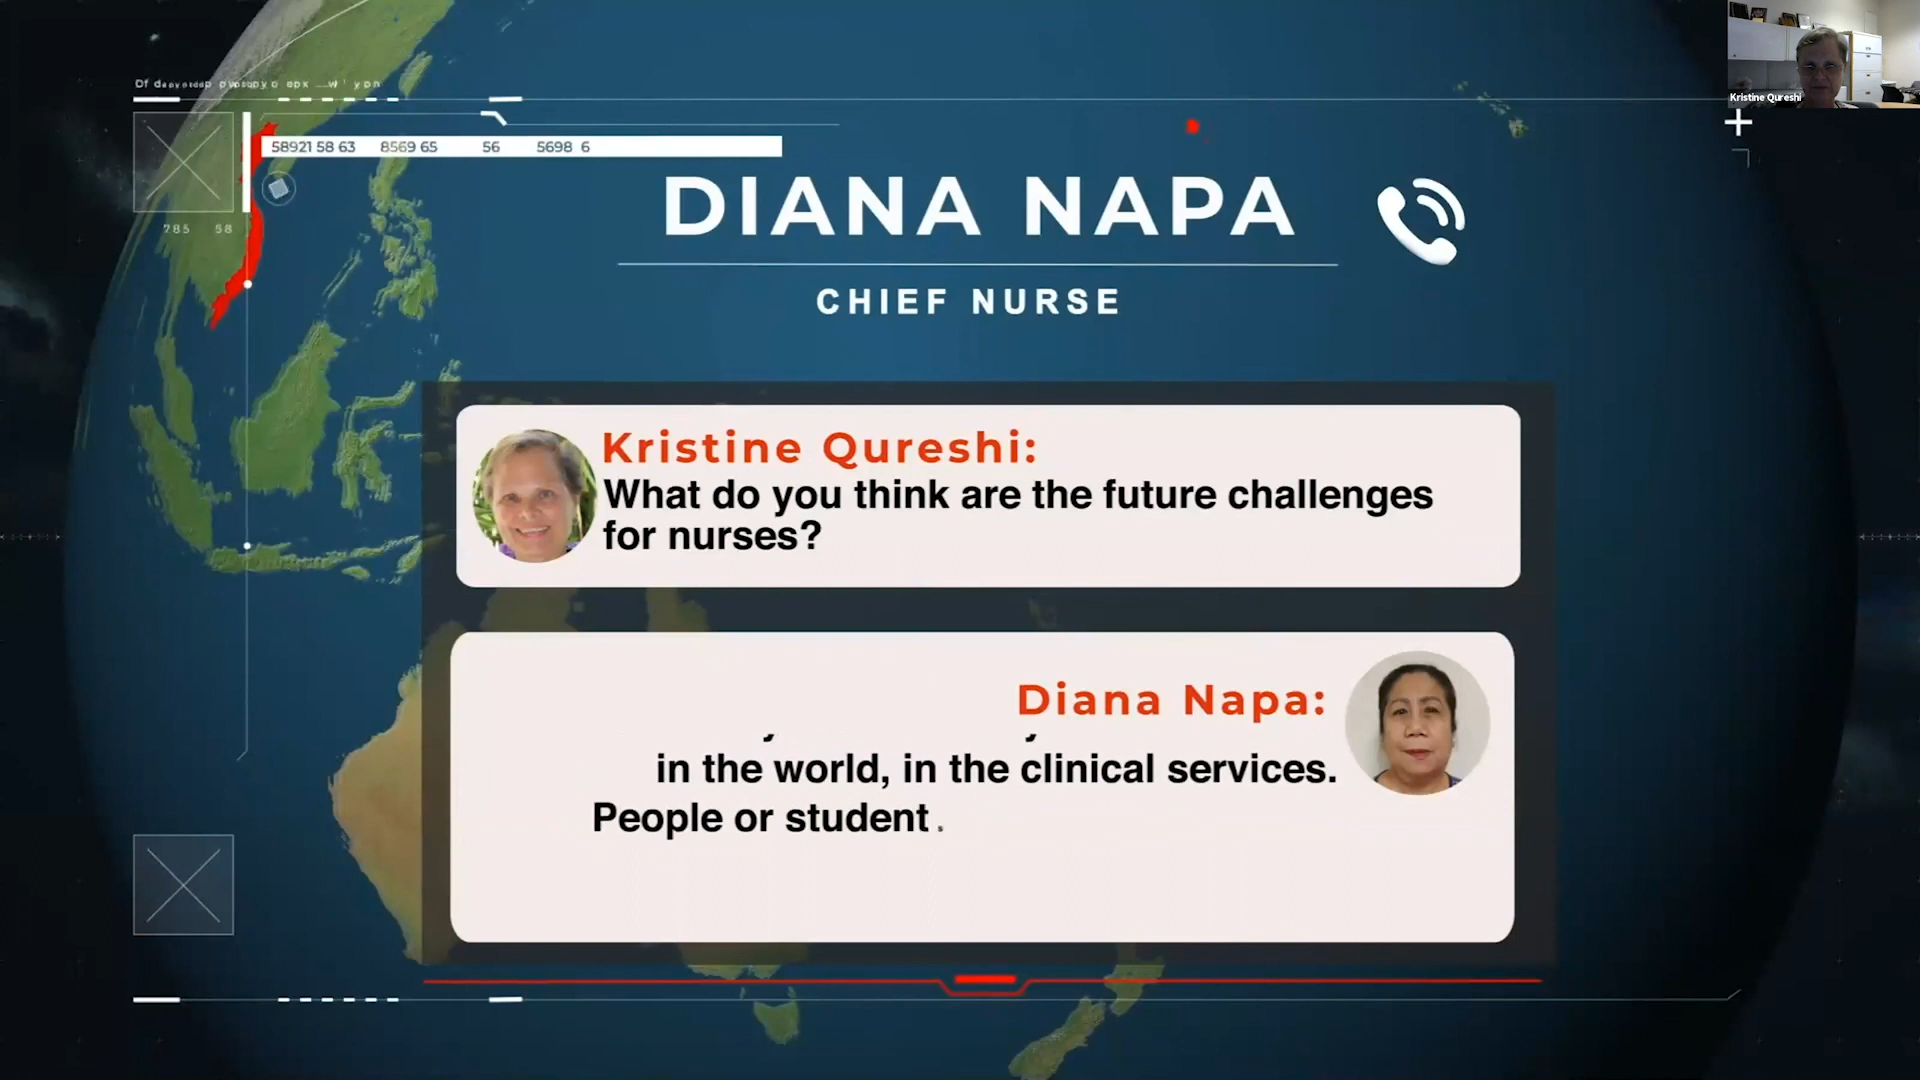 Kristine Qureshi
58921 58 63 8569 65 56 5698 6
785 58
DIANA NAPA
CHIEF NURSE
Kristine Qureshi:
What do you think are the future challenges
for nurses?
Diana Napa:
in the world, in the clinical services.
People or student